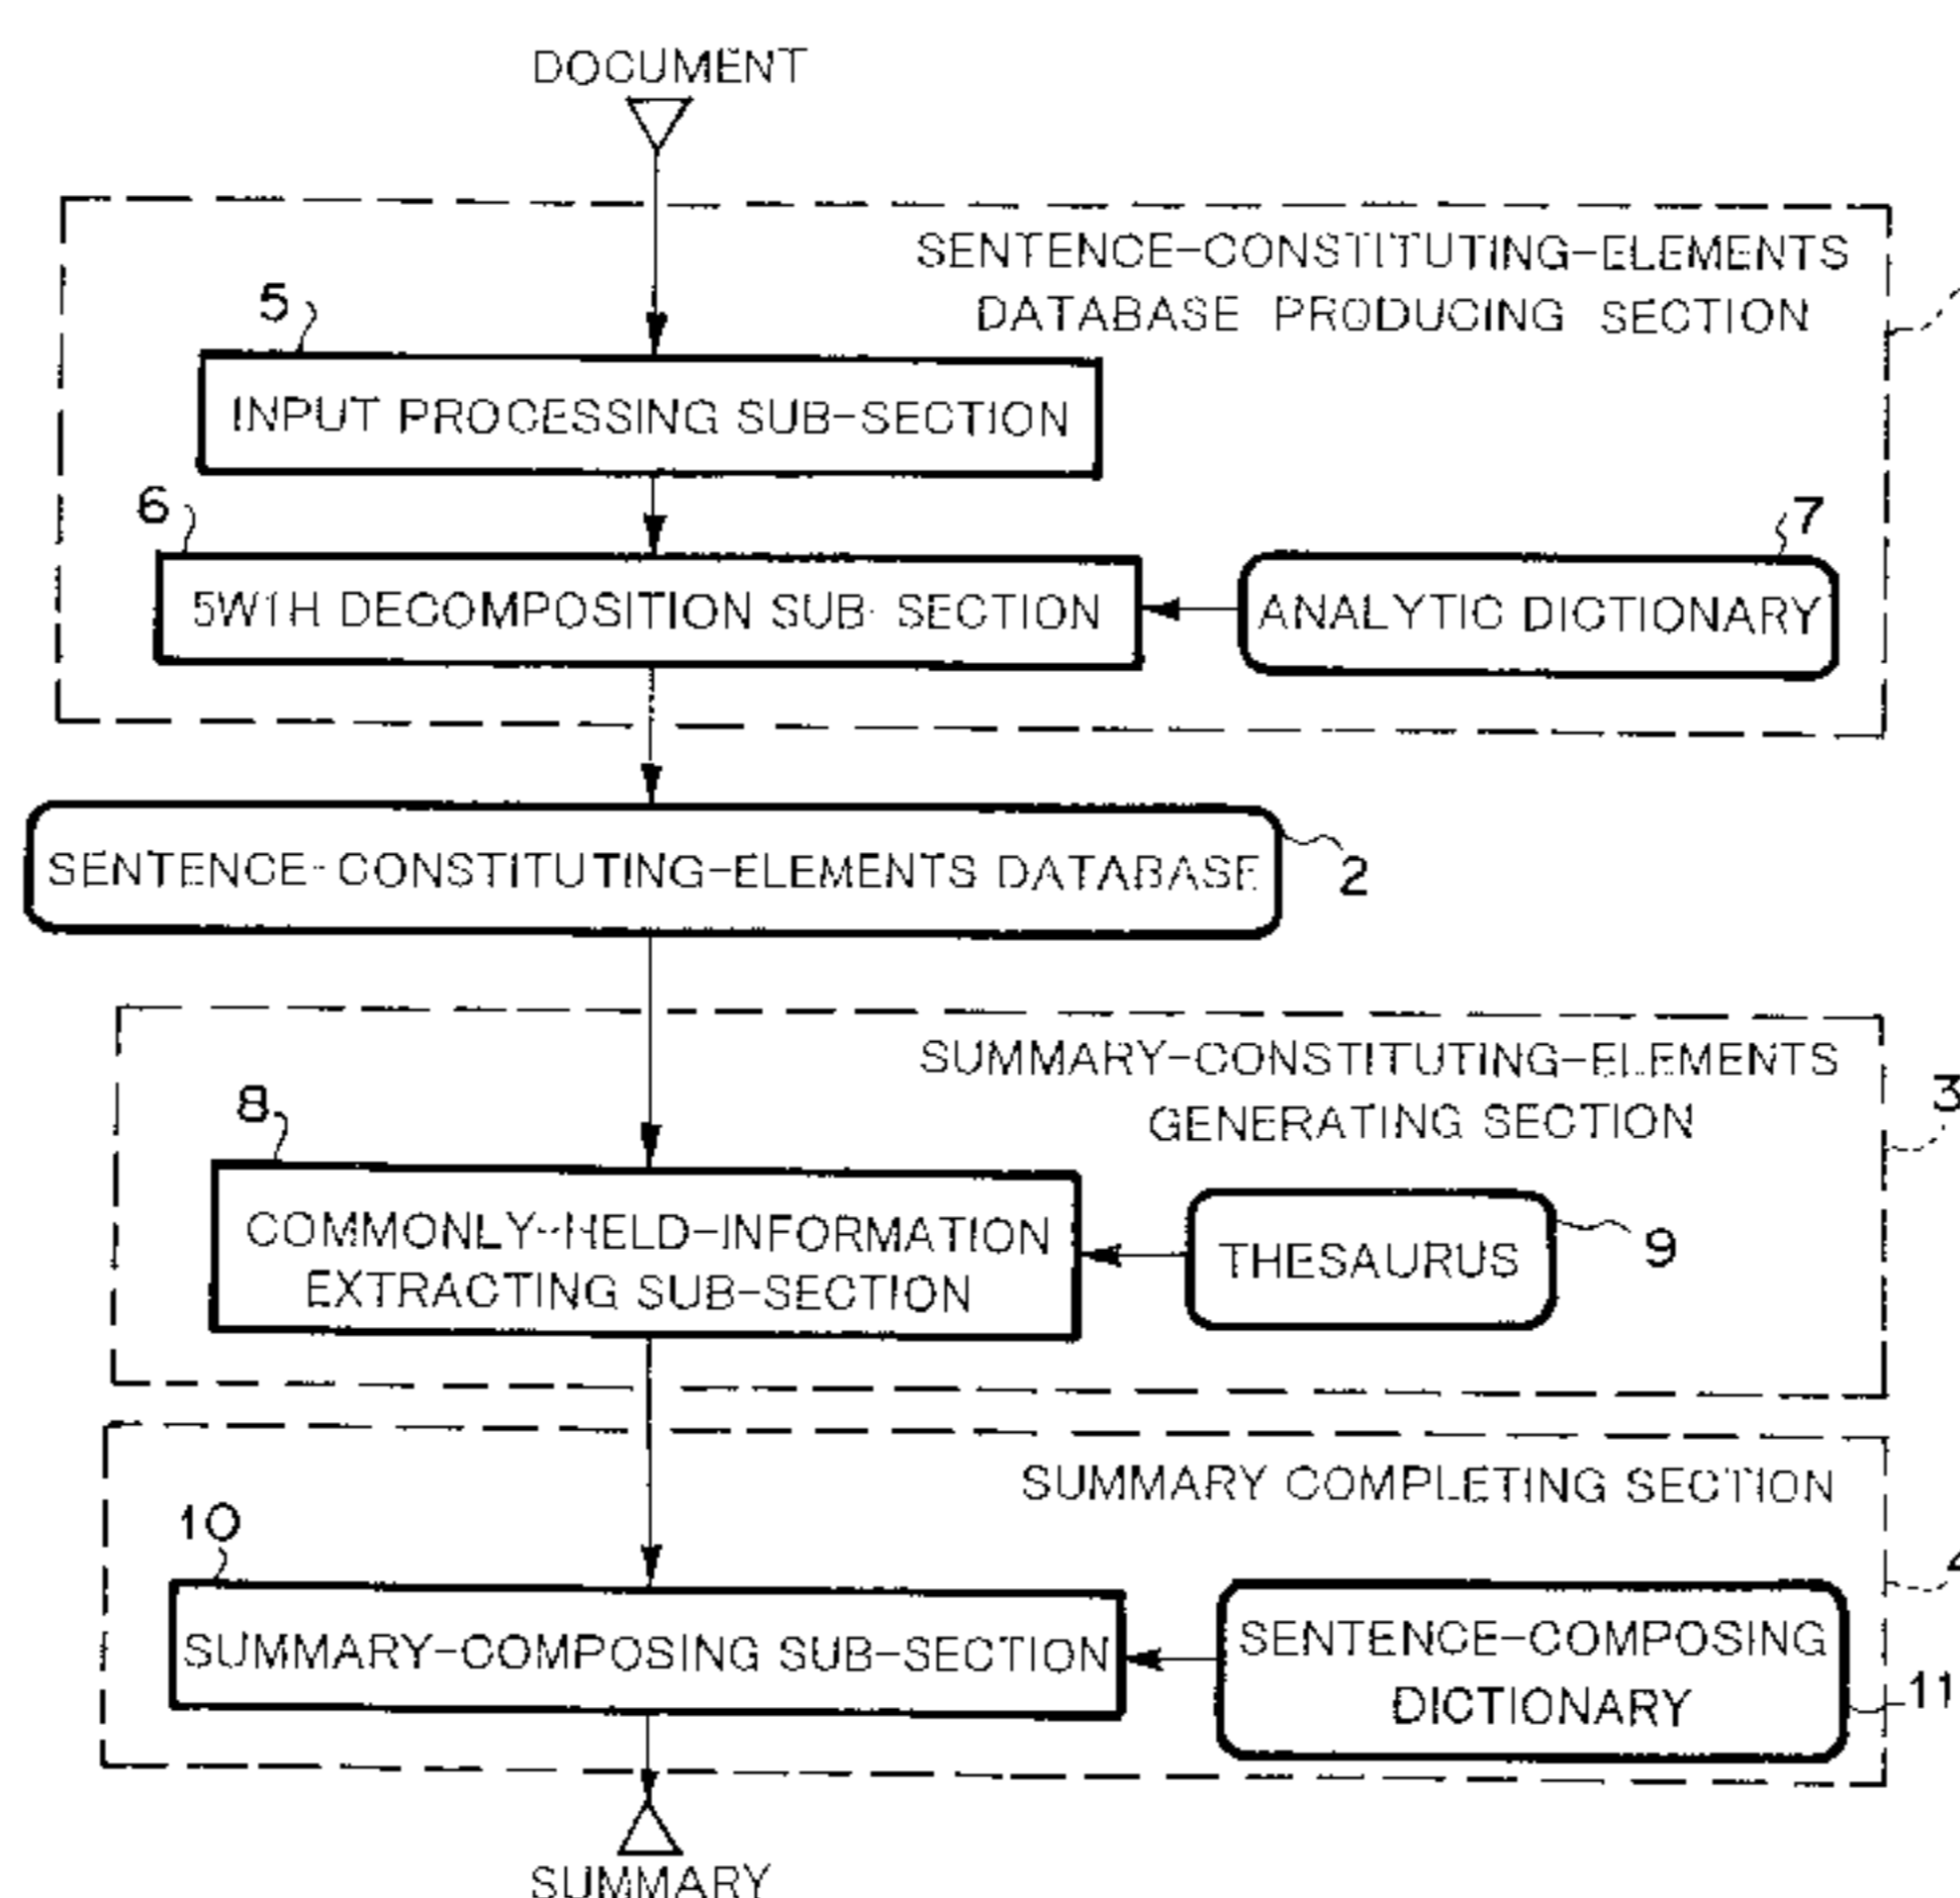 DOCUMENT
SENTENCE-CONSTITUTING-ELEMENTS
DATABASE PRODUCING SECTION
5
INPUT PROCESSING SUB-SECTION
6
7
5W1H DECOMPOSITION SUB-SECTION
ANALYTIC DICTIONARY
SENTENCE-CONSTITUTING-ELEMENTS DATABASE
2
SUMMARY-CONSTITUTING-ELEMENTS
GENERATING SECTION
3
8
COMMONLY-HELD-INFORMATION
EXTRACTING SUB-SECTION
THESAURUS
9
SUMMARY COMPLETING SECTION
10
4
SUMMARY-COMPOSING SUB-SECTION
SENTENCE-COMPOSING
DICTIONARY
11
SUMMARY